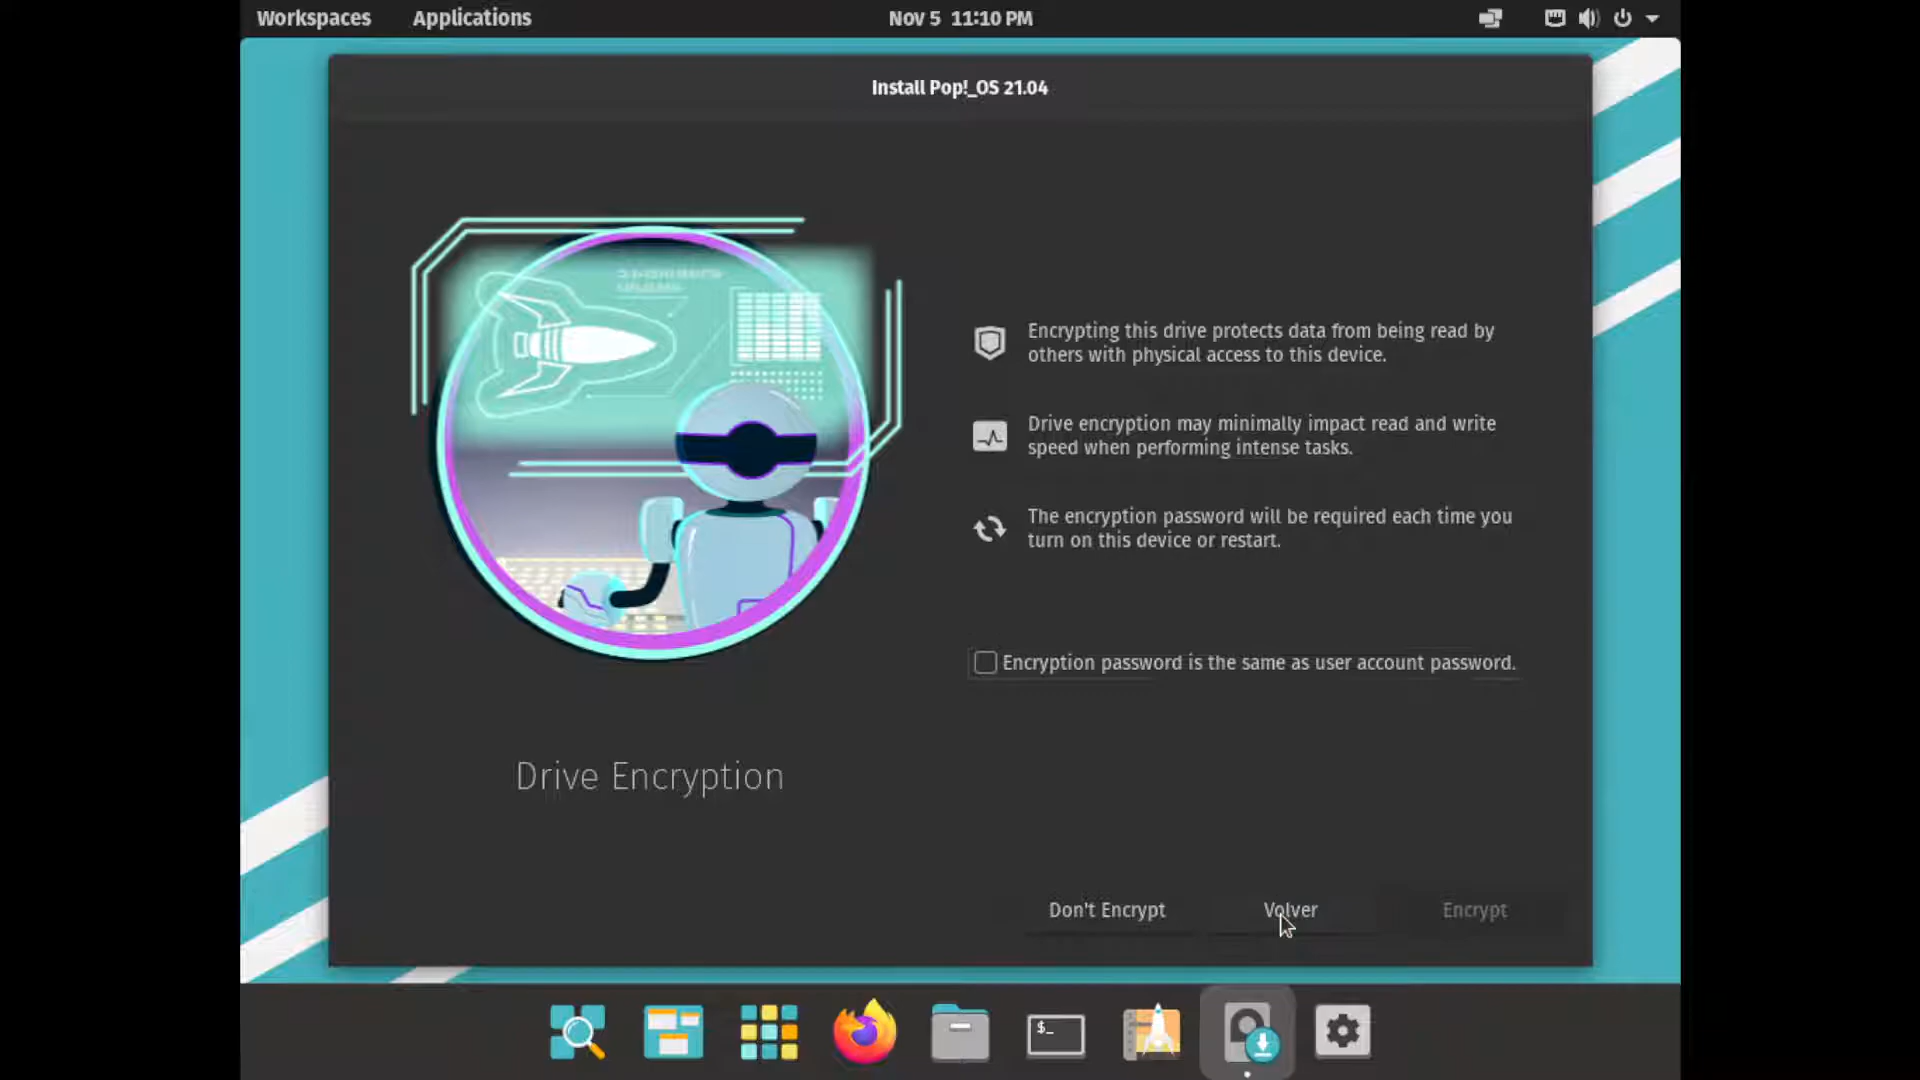 Workspaces
Applications
Nov 5 11:10 PM
Install Pop!_OS 21.04
Encrypting this drive protects data from being read by
others with physical access to this device.
Drive encryption may minimally impact read and write
speed when performing intense tasks.
The encryption password will be required each time you
turn on this device or restart.
Encryption password is the same as user account password.
Drive Encryption
Don't Encrypt
Volver
Encrypt
$_